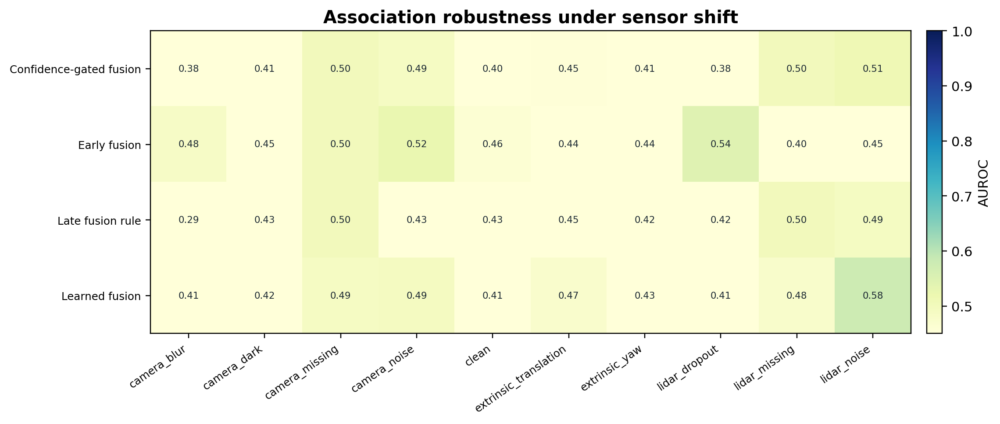 Association robustness under sensor shift
Confidence-gated fusion 0.38 0.41 0.50 0.49 0.40 0.45 0.41 0.38 0.50 0.51
Early fusion 0.48 0.45 0.50 0.52 0.46 0.44 0.44 0.54 0.40 0.45
Late fusion rule 0.29 0.43 0.50 0.43 0.43 0.45 0.42 0.42 0.50 0.49
Learned fusion 0.41 0.42 0.49 0.49 0.41 0.47 0.43 0.41 0.48 0.58
camera_blur
camera_dark
camera_missing
camera_noise
clean
extrinsic_translation
extrinsic_yaw
lidar_dropout
lidar_missing
lidar_noise
1.0
0.9
0.8
0.7
0.6
0.5
AUROC